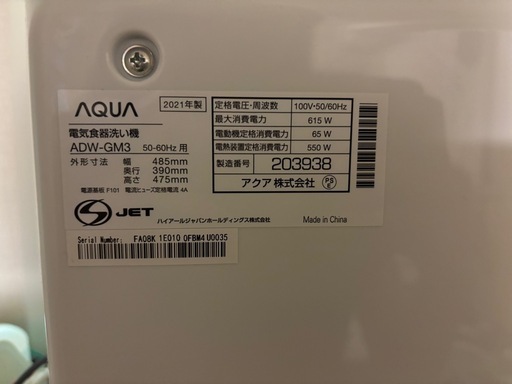 AQUA 2021年製
電気食器洗い機
ADW-GM3 50-60Hz 用
外形寸法 幅 485mm
奥行 390mm
高さ 475mm
電源基板 F101 電流ヒューズ定格電流 4A
定格電圧・周波数 100V・50/60Hz
最大消費電力 615 W
電動機定格消費電力 65 W
電熱装置定格消費電力 550 W
製造番号 203938
アクア 株式会社
PS E
S JET
ハイアールジャパンホールディングス株式会社
Made in China
Serial Number: FA08K 1E010 0FBM4 U0035